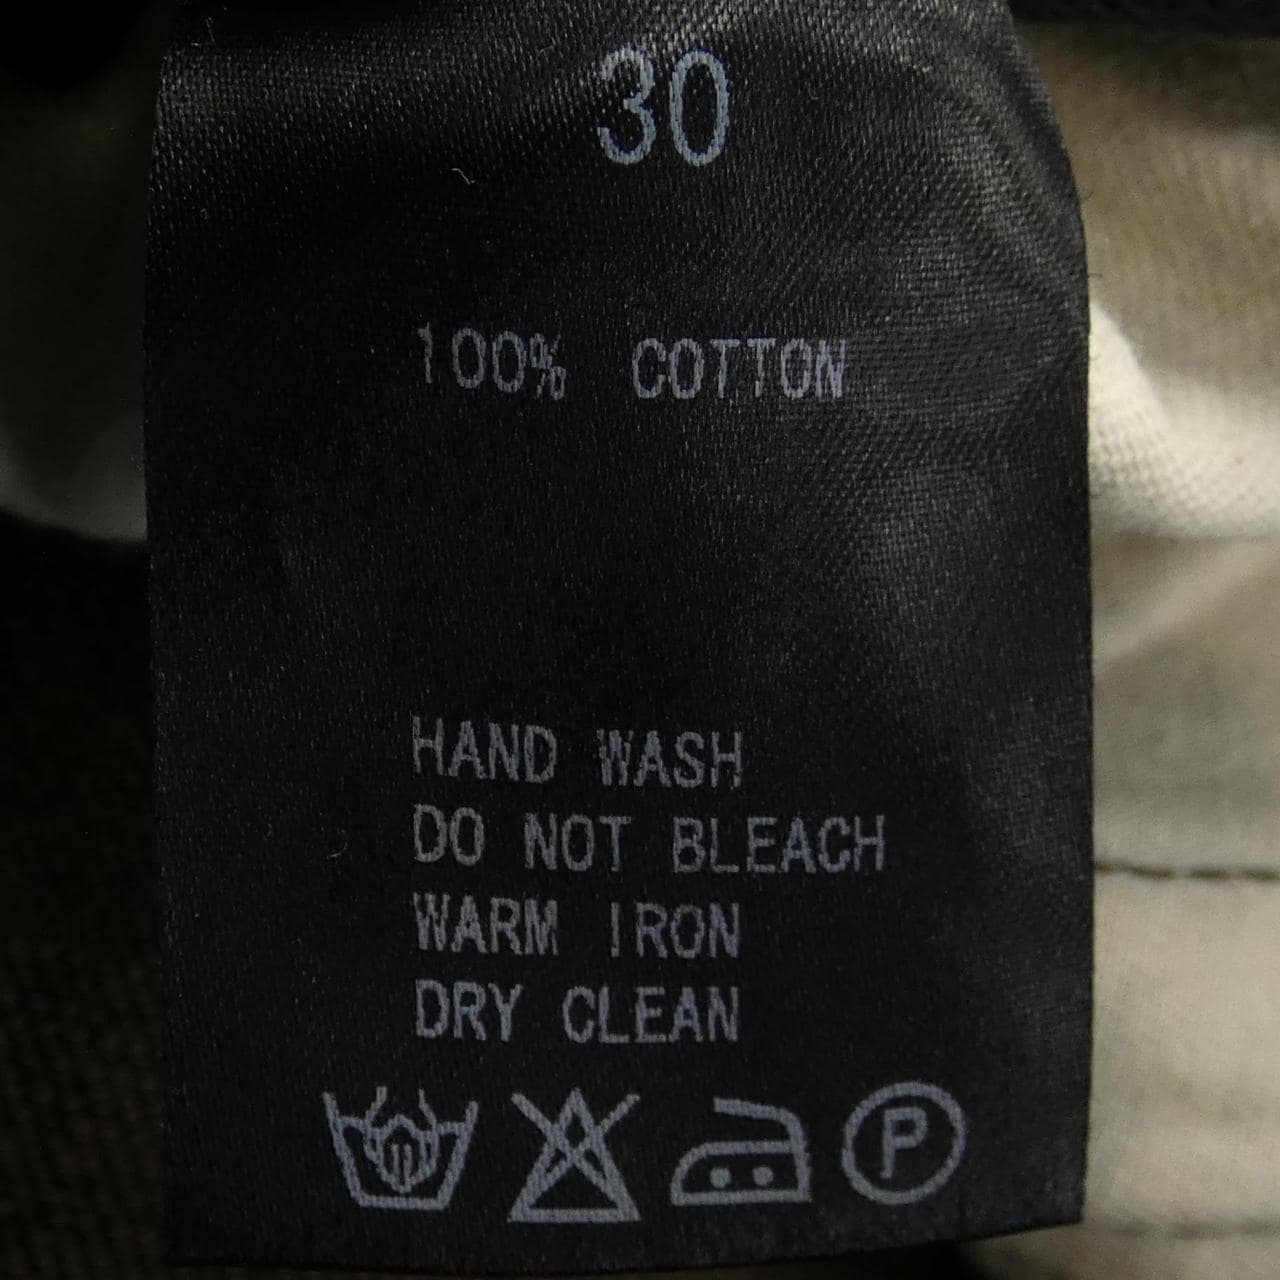 30
100% COTTON
HAND WASH
DO NOT BLEACH
WARM IRON
DRY CLEAN
P